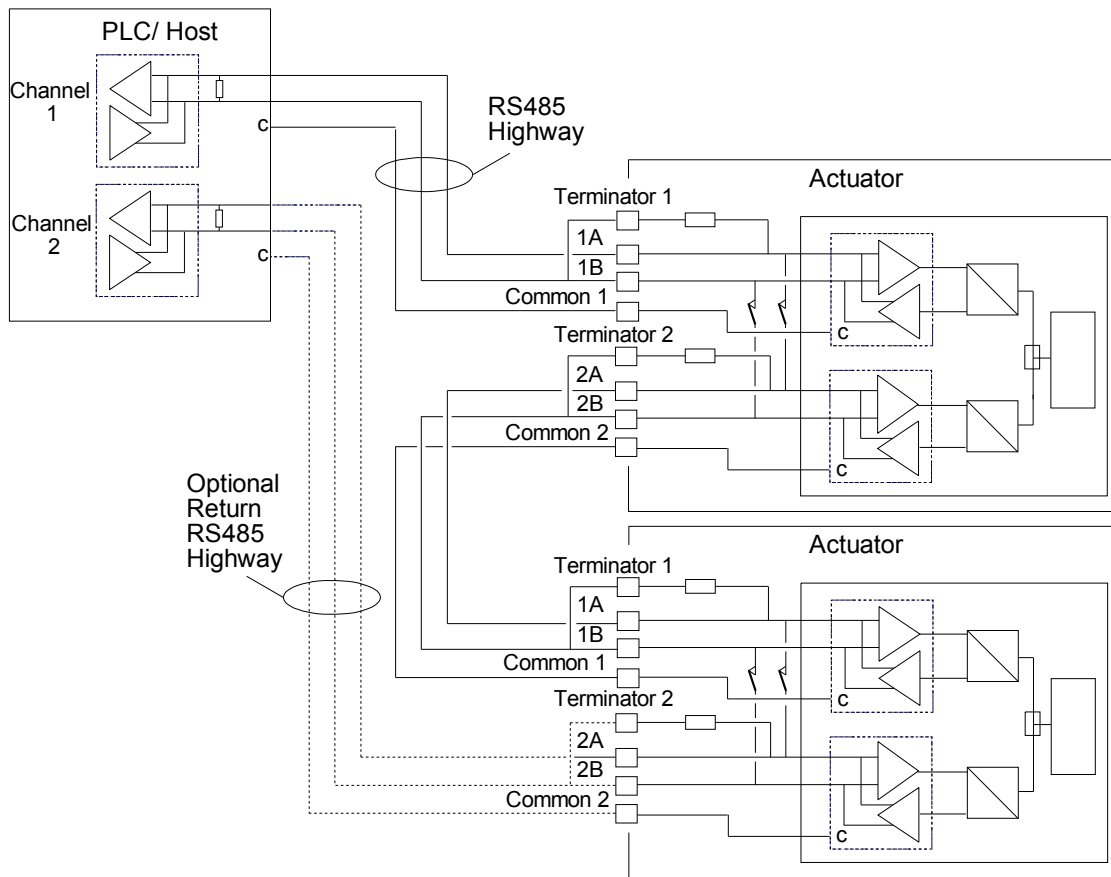 PLC/ Host
Channel
1
c
Channel
2
c
RS485
Highway
Actuator
Terminator 1
1A
1B
Common 1
c
Terminator 2
2A
2B
Common 2
c
Optional
Return
RS485
Highway
Actuator
Terminator 1
1A
1B
Common 1
c
Terminator 2
2A
2B
Common 2
c